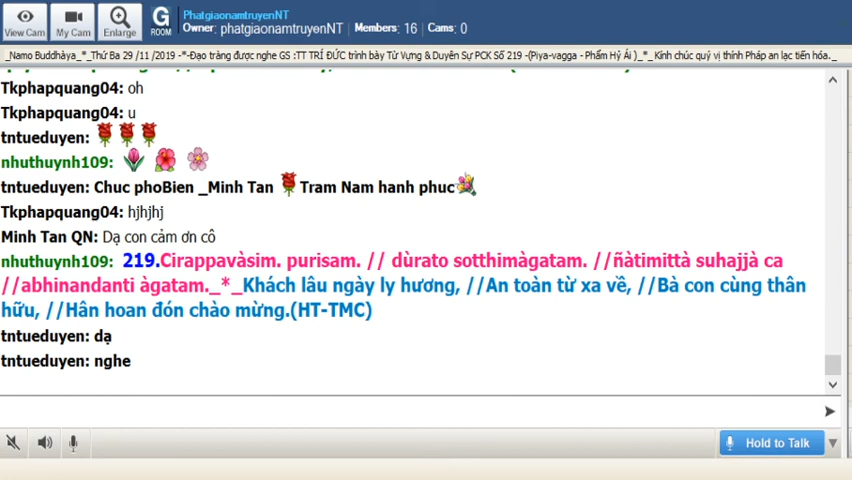 View Cam
My Cam
Enlarge
G
ROOM
PhatgiaonamtruyenNT
Owner: phatgiaonamtruyenNT Members: 16 Cams: 0
_Namo Buddhàya_*_Thứ Ba 29 /11 /2019 -*-Đạo tràng được nghe GS :TT TRÍ ĐỨC trình bày Từ Vựng & Duyên Sự PCK Số 219 -(Piya-vagga - Phẩm Hỷ Ái )_*_ Kính chúc quý vị thính Pháp an lạc tiến hóa._
Tkphapquang04: oh
Tkphapquang04: u
tntueduyen:
nhuthuynh109:
tntueduyen: Chuc phoBien _Minh Tan Tram Nam hanh phuc
Tkphapquang04: hjhjhj
Minh Tan QN: Dạ con cảm ơn cô
nhuthuynh109: 219.Cirappavàsim. purisam. // dùrato sotthimàgatam. //ñàtimittà suhajjà ca
//abhinandanti àgatam._*_Khách lâu ngày ly hương, //An toàn từ xa về, //Bà con cùng thân
hữu, //Hân hoan đón chào mừng.(HT-TMC)
tntueduyen: dạ
tntueduyen: nghe
Hold to Talk